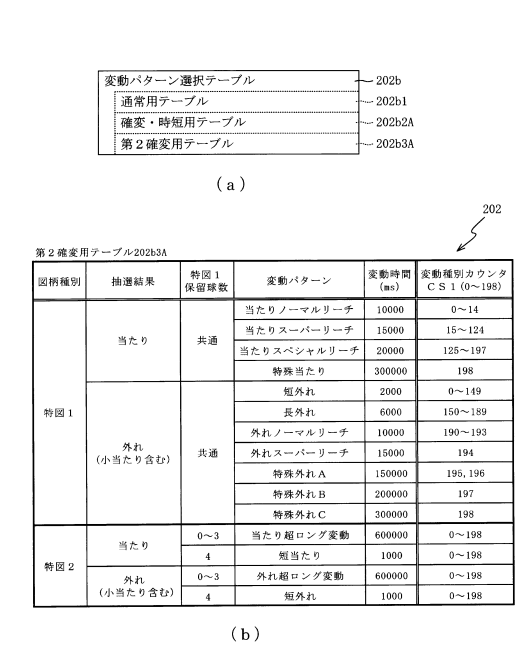 変動パターン選択テーブル 202b
通常用テーブル 202b1
確変・時短用テーブル 202b2A
第2確変用テーブル 202b3A
(a)
202
第2確変用テーブル202b3A
図柄種別 抽選結果 特図1保留球数 変動パターン 変動時間(ms) 変動種別カウンタCS1(0～198)
特図1 当たり 共通 当たりノーマルリーチ 10000 0～14
当たりスーパーリーチ 15000 15～124
当たりスペシャルリーチ 20000 125～197
特殊当たり 300000 198
外れ(小当たり含む) 共通 短外れ 2000 0～149
長外れ 6000 150～189
外れノーマルリーチ 10000 190～193
外れスーパーリーチ 15000 194
特殊外れA 150000 195, 196
特殊外れB 200000 197
特殊外れC 300000 198
特図2 当たり 0～3 当たり超ロング変動 600000 0～198
4 短当たり 1000 0～198
外れ(小当たり含む) 0～3 外れ超ロング変動 600000 0～198
4 短外れ 1000 0～198
(b)